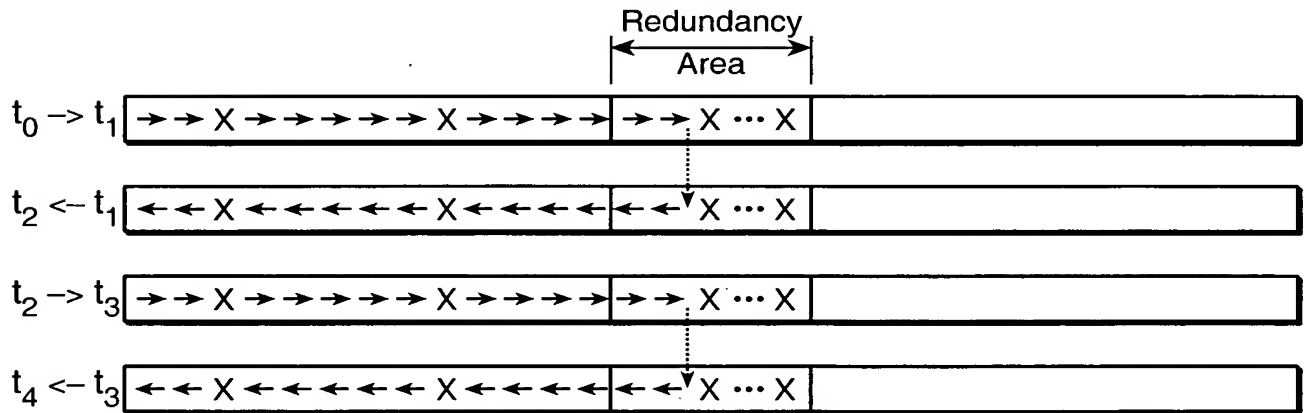 Redundancy
Area
t₀ –> t₁ X X X ••• X
t₂ <– t₁ X X X ••• X
t₂ –> t₃ X X X ••• X
t₄ <– t₃ X X X ••• X